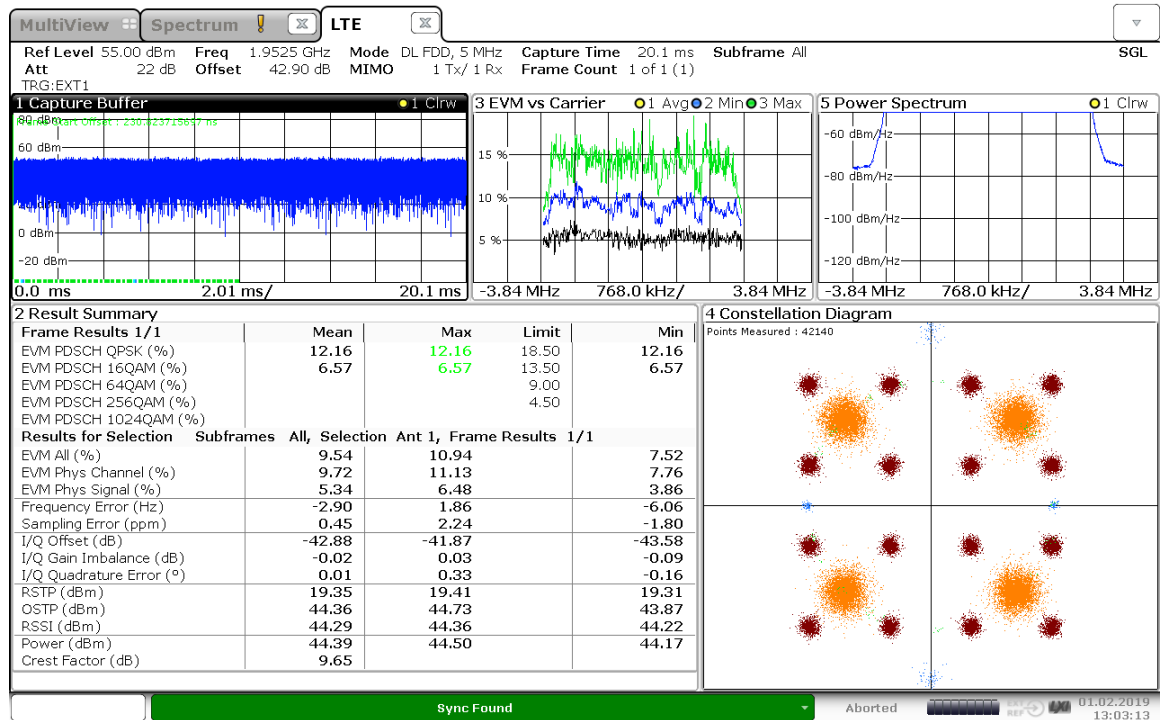 MultiView Spectrum LTE
Ref Level 55.00 dBm Freq 1.9525 GHz Mode DL FDD, 5 MHz Capture Time 20.1 ms Subframe All SGL
Att 22 dB Offset 42.90 dB MIMO 1 Tx/ 1 Rx Frame Count 1 of 1 (1)
TRG:EXT1
1 Capture Buffer 1 Clrw
80 dBm
Frame Start Offset : 230.823715697 ns
60 dBm
0 dBm
-20 dBm
0.0 ms 2.01 ms/ 20.1 ms
3 EVM vs Carrier 1 Avg 2 Min 3 Max
15 %
10 %
5 %
-3.84 MHz 768.0 kHz/ 3.84 MHz
5 Power Spectrum 1 Clrw
-60 dBm/Hz
-80 dBm/Hz
-100 dBm/Hz
-120 dBm/Hz
-3.84 MHz 768.0 kHz/ 3.84 MHz
2 Result Summary
Frame Results 1/1 Mean Max Limit Min
EVM PDSCH QPSK (%) 12.16 12.16 18.50 12.16
EVM PDSCH 16QAM (%) 6.57 6.57 13.50 6.57
EVM PDSCH 64QAM (%) 9.00
EVM PDSCH 256QAM (%) 4.50
EVM PDSCH 1024QAM (%)
Results for Selection Subframes All, Selection Ant 1, Frame Results 1/1
EVM All (%) 9.54 10.94 7.52
EVM Phys Channel (%) 9.72 11.13 7.76
EVM Phys Signal (%) 5.34 6.48 3.86
Frequency Error (Hz) -2.90 1.86 -6.06
Sampling Error (ppm) 0.45 2.24 -1.80
I/Q Offset (dB) -42.88 -41.87 -43.58
I/Q Gain Imbalance (dB) -0.02 0.03 -0.09
I/Q Quadrature Error (º) 0.01 0.33 -0.16
RSTP (dBm) 19.35 19.41 19.31
OSTP (dBm) 44.36 44.73 43.87
RSSI (dBm) 44.29 44.36 44.22
Power (dBm) 44.39 44.50 44.17
Crest Factor (dB) 9.65
4 Constellation Diagram
Points Measured : 42140
Sync Found Aborted
EXT
REF
LXI
01.02.2019
13:03:13